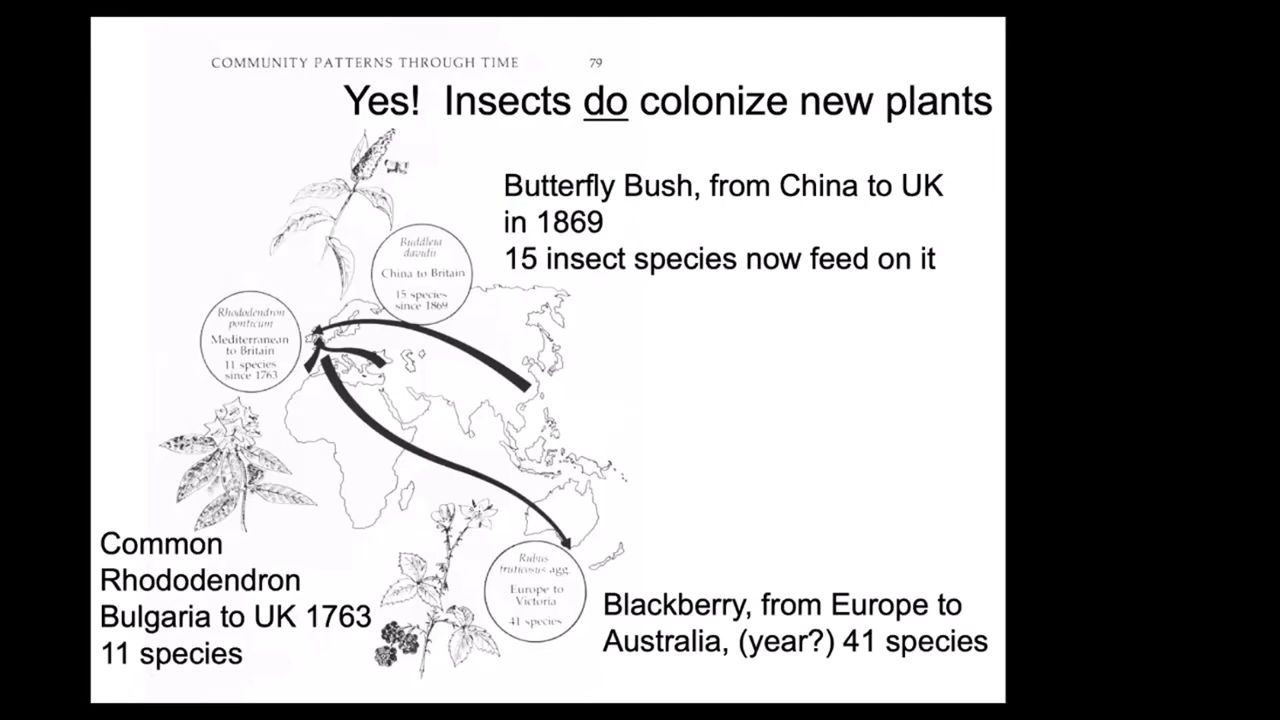 COMMUNITY PATTERNS THROUGH TIME 79
Yes! Insects do colonize new plants
Butterfly Bush, from China to UK
in 1869
15 insect species now feed on it
Buddleia
davidii
China to Britain
15 species
since 1869
Rhododendron
ponticum
Mediterranean
to Britain
11 species
since 1763
Common
Rhododendron
Bulgaria to UK 1763
11 species
Rubus
fruticosus agg.
Europe to
Victoria
41 species
Blackberry, from Europe to
Australia, (year?) 41 species